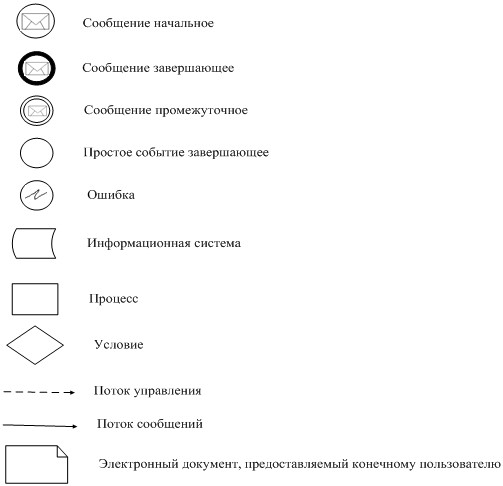 Сообщение начальное
Сообщение завершающее
Сообщение промежуточное
Простое событие завершающее
Ошибка
Информационная система
Процесс
Условие
Поток управления
Поток сообщений
Электронный документ, предоставляемый конечному пользователю